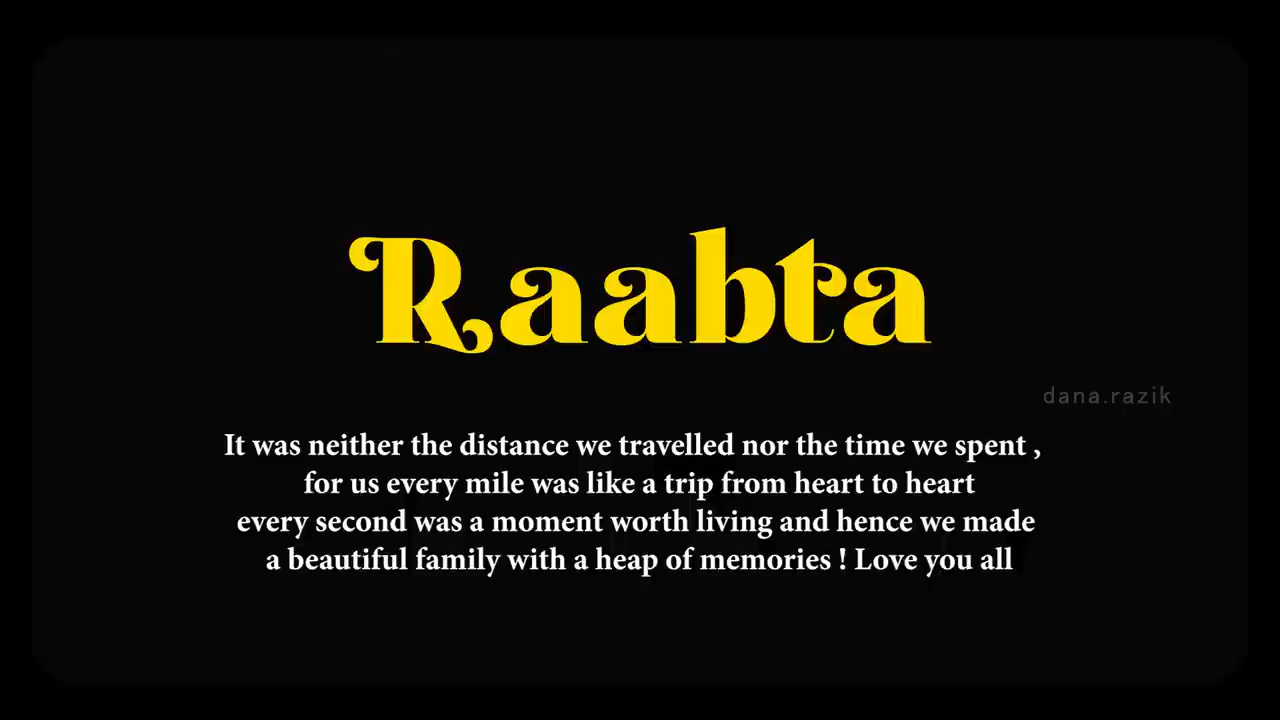 Raabta
dana.razik
It was neither the distance we travelled nor the time we spent ,
for us every mile was like a trip from heart to heart
every second was a moment worth living and hence we made
a beautiful family with a heap of memories ! Love you all